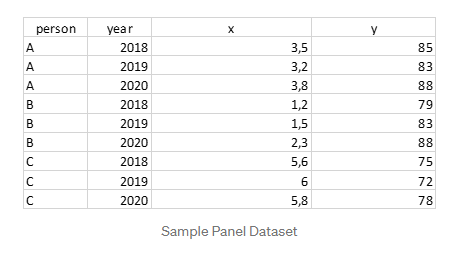 person year x y
A 2018 3,5 85
A 2019 3,2 83
A 2020 3,8 88
B 2018 1,2 79
B 2019 1,5 83
B 2020 2,3 88
C 2018 5,6 75
C 2019 6 72
C 2020 5,8 78
Sample Panel Dataset